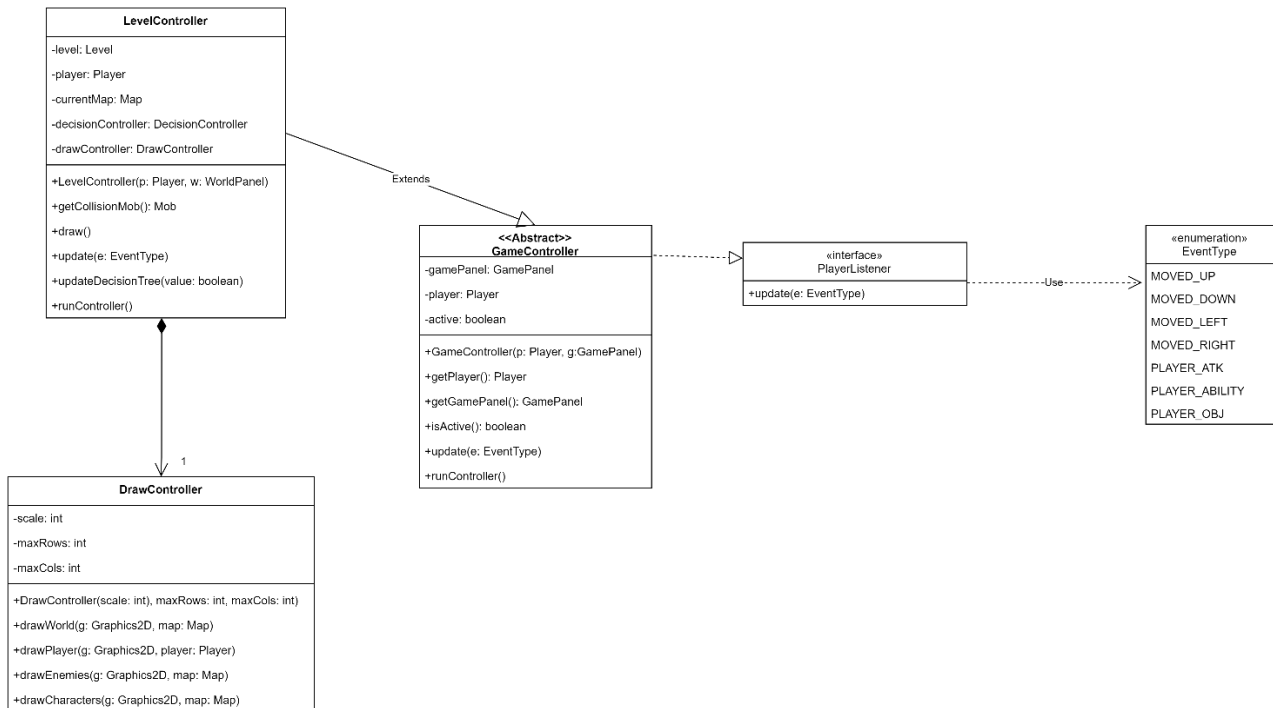 LevelController
-level: Level
-player: Player
-currentMap: Map
-decisionController: DecisionController
-drawController: DrawController
+LevelController(p: Player, w: WorldPanel)
+getCollisionMob(): Mob
+draw()
+update(e: EventType)
+updateDecisionTree(value: boolean)
+runController()
Extends
<<Abstract>>
GameController
-gamePanel: GamePanel
-player: Player
-active: boolean
+GameController(p: Player, g:GamePanel)
+getPlayer(): Player
+getGamePanel(): GamePanel
+isActive(): boolean
+update(e: EventType)
+runController()
«interface»
PlayerListener
+update(e: EventType)
Use
«enumeration»
EventType
MOVED_UP
MOVED_DOWN
MOVED_LEFT
MOVED_RIGHT
PLAYER_ATK
PLAYER_ABILITY
PLAYER_OBJ
1
DrawController
-scale: int
-maxRows: int
-maxCols: int
+DrawController(scale: int), maxRows: int, maxCols: int)
+drawWorld(g: Graphics2D, map: Map)
+drawPlayer(g: Graphics2D, player: Player)
+drawEnemies(g: Graphics2D, map: Map)
+drawCharacters(g: Graphics2D, map: Map)